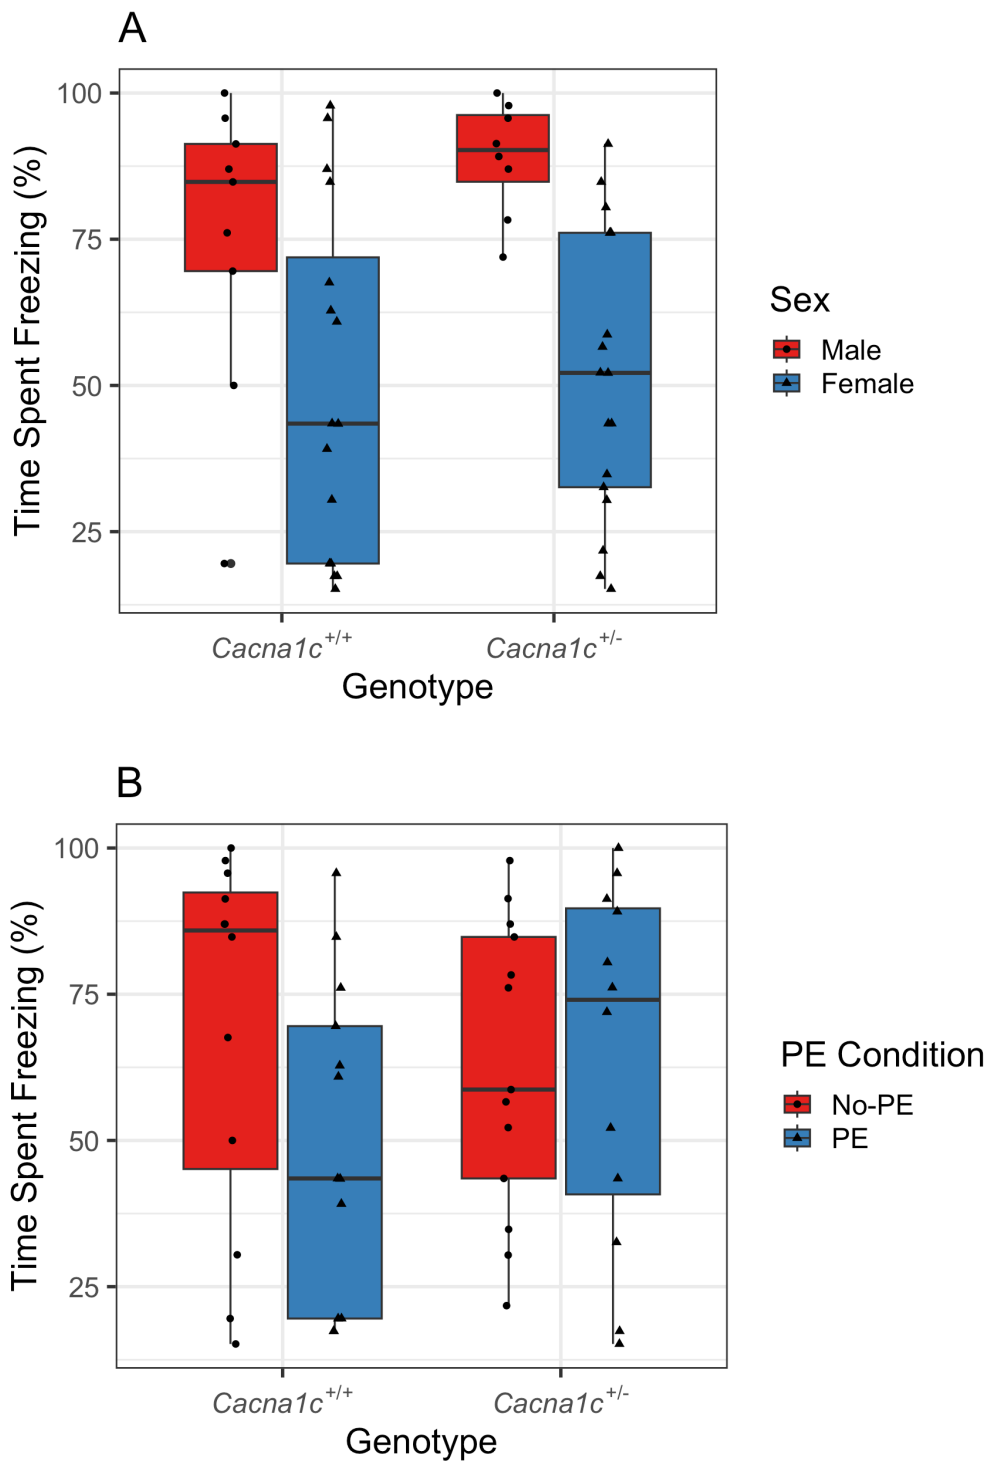 A
Time Spent Freezing (%)
100
75
50
25
Cacna1c+/+
Cacna1c+/-
Genotype
Sex
Male
Female
B
Time Spent Freezing (%)
100
75
50
25
Cacna1c+/+
Cacna1c+/-
Genotype
PE Condition
No-PE
PE